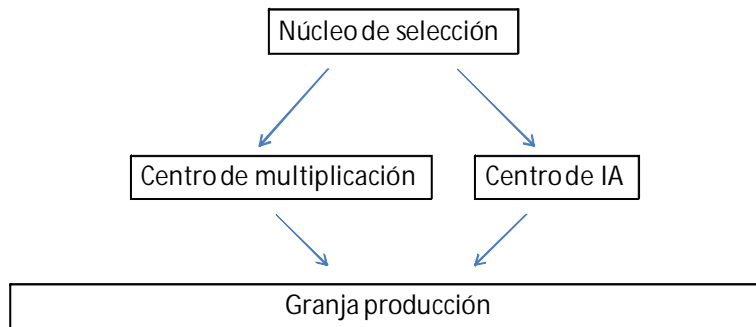 Núcleo de selección
Centro de multiplicación
Centro de IA
Granja producción